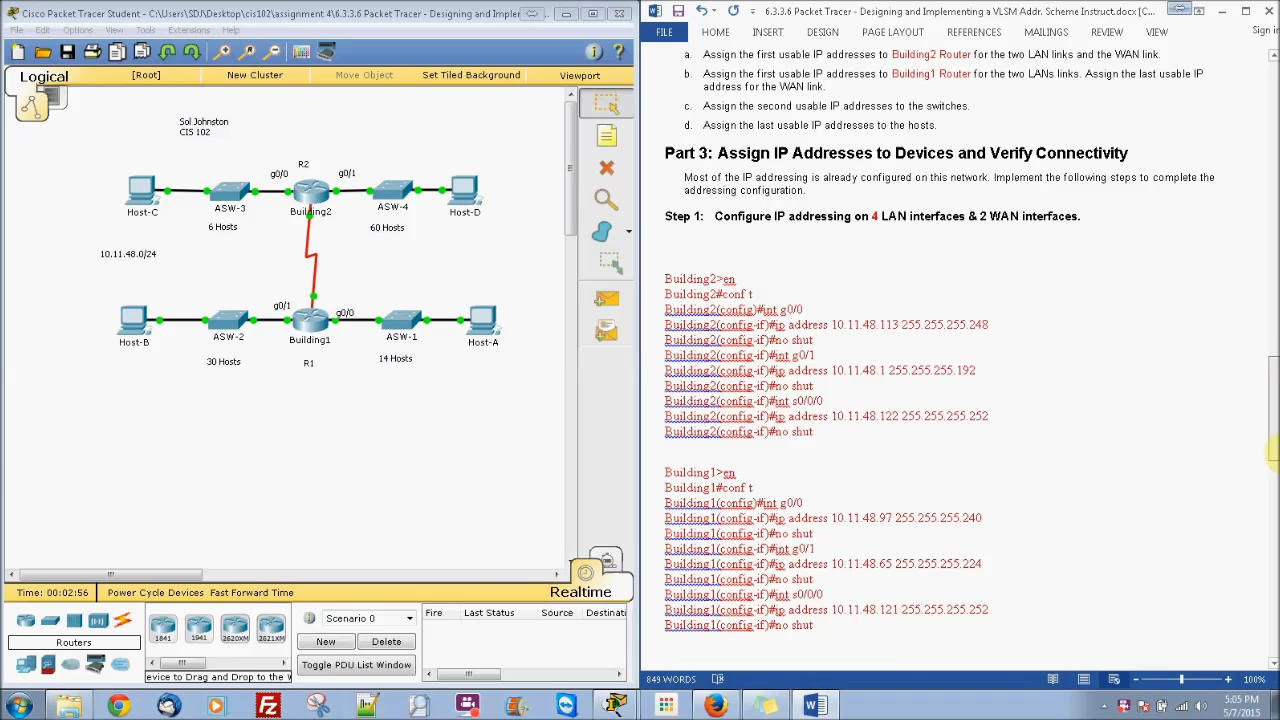 Cisco Packet Tracer Student - C:\Users\SDJ\Desktop\cis102\assignment 4\6.3.3.6 Packet Tracer - Designing and Implen
File Edit Options View Tools Extensions Help
Logical [Root] New Cluster Move Object Set Tiled Background Viewport
Sol Johnston
CIS 102
R2
g0/0 g0/1
Host-C ASW-3 Building2 ASW-4 Host-D
6 Hosts 60 Hosts
10.11.48.0/24
g0/1 g0/0
Host-B ASW-2 Building1 ASW-1 Host-A
30 Hosts R1 14 Hosts
Realtime
Time: 00:02:56 Power Cycle Devices Fast Forward Time
Routers
1841 1941 2620XM 2621XM
evice to Drag and Drop to the W
Scenario 0
New Delete
Toggle PDU List Window
Fire Last Status Source Destinati
6.3.3.6 Packet Tracer - Designing and Implementing a VLSM Addr. Scheme Instruct.docx [C...
FILE HOME INSERT DESIGN PAGE LAYOUT REFERENCES MAILINGS REVIEW VIEW Sign in
a. Assign the first usable IP addresses to Building2 Router for the two LAN links and the WAN link.
b. Assign the first usable IP addresses to Building1 Router for the two LANs links. Assign the last usable IP
address for the WAN link.
c. Assign the second usable IP addresses to the switches.
d. Assign the last usable IP addresses to the hosts.
Part 3: Assign IP Addresses to Devices and Verify Connectivity
Most of the IP addressing is already configured on this network. Implement the following steps to complete the
addressing configuration.
Step 1: Configure IP addressing on 4 LAN interfaces & 2 WAN interfaces.
Building2>en
Building2#conf t
Building2(config)#int g0/0
Building2(config-if)#ip address 10.11.48.113 255.255.255.248
Building2(config-if)#no shut
Building2(config-if)#int g0/1
Building2(config-if)#ip address 10.11.48.1 255.255.255.192
Building2(config-if)#no shut
Building2(config-if)#int s0/0/0
Building2(config-if)#ip address 10.11.48.122 255.255.255.252
Building2(config-if)#no shut
Building1>en
Building1#conf t
Building1(config)#int g0/0
Building1(config-if)#ip address 10.11.48.97 255.255.255.240
Building1(config-if)#no shut
Building1(config-if)#int g0/1
Building1(config-if)#ip address 10.11.48.65 255.255.255.224
Building1(config-if)#no shut
Building1(config-if)#int s0/0/0
Building1(config-if)#ip address 10.11.48.121 255.255.255.252
Building1(config-if)#no shut
849 WORDS 100%
5:05 PM
5/7/2015